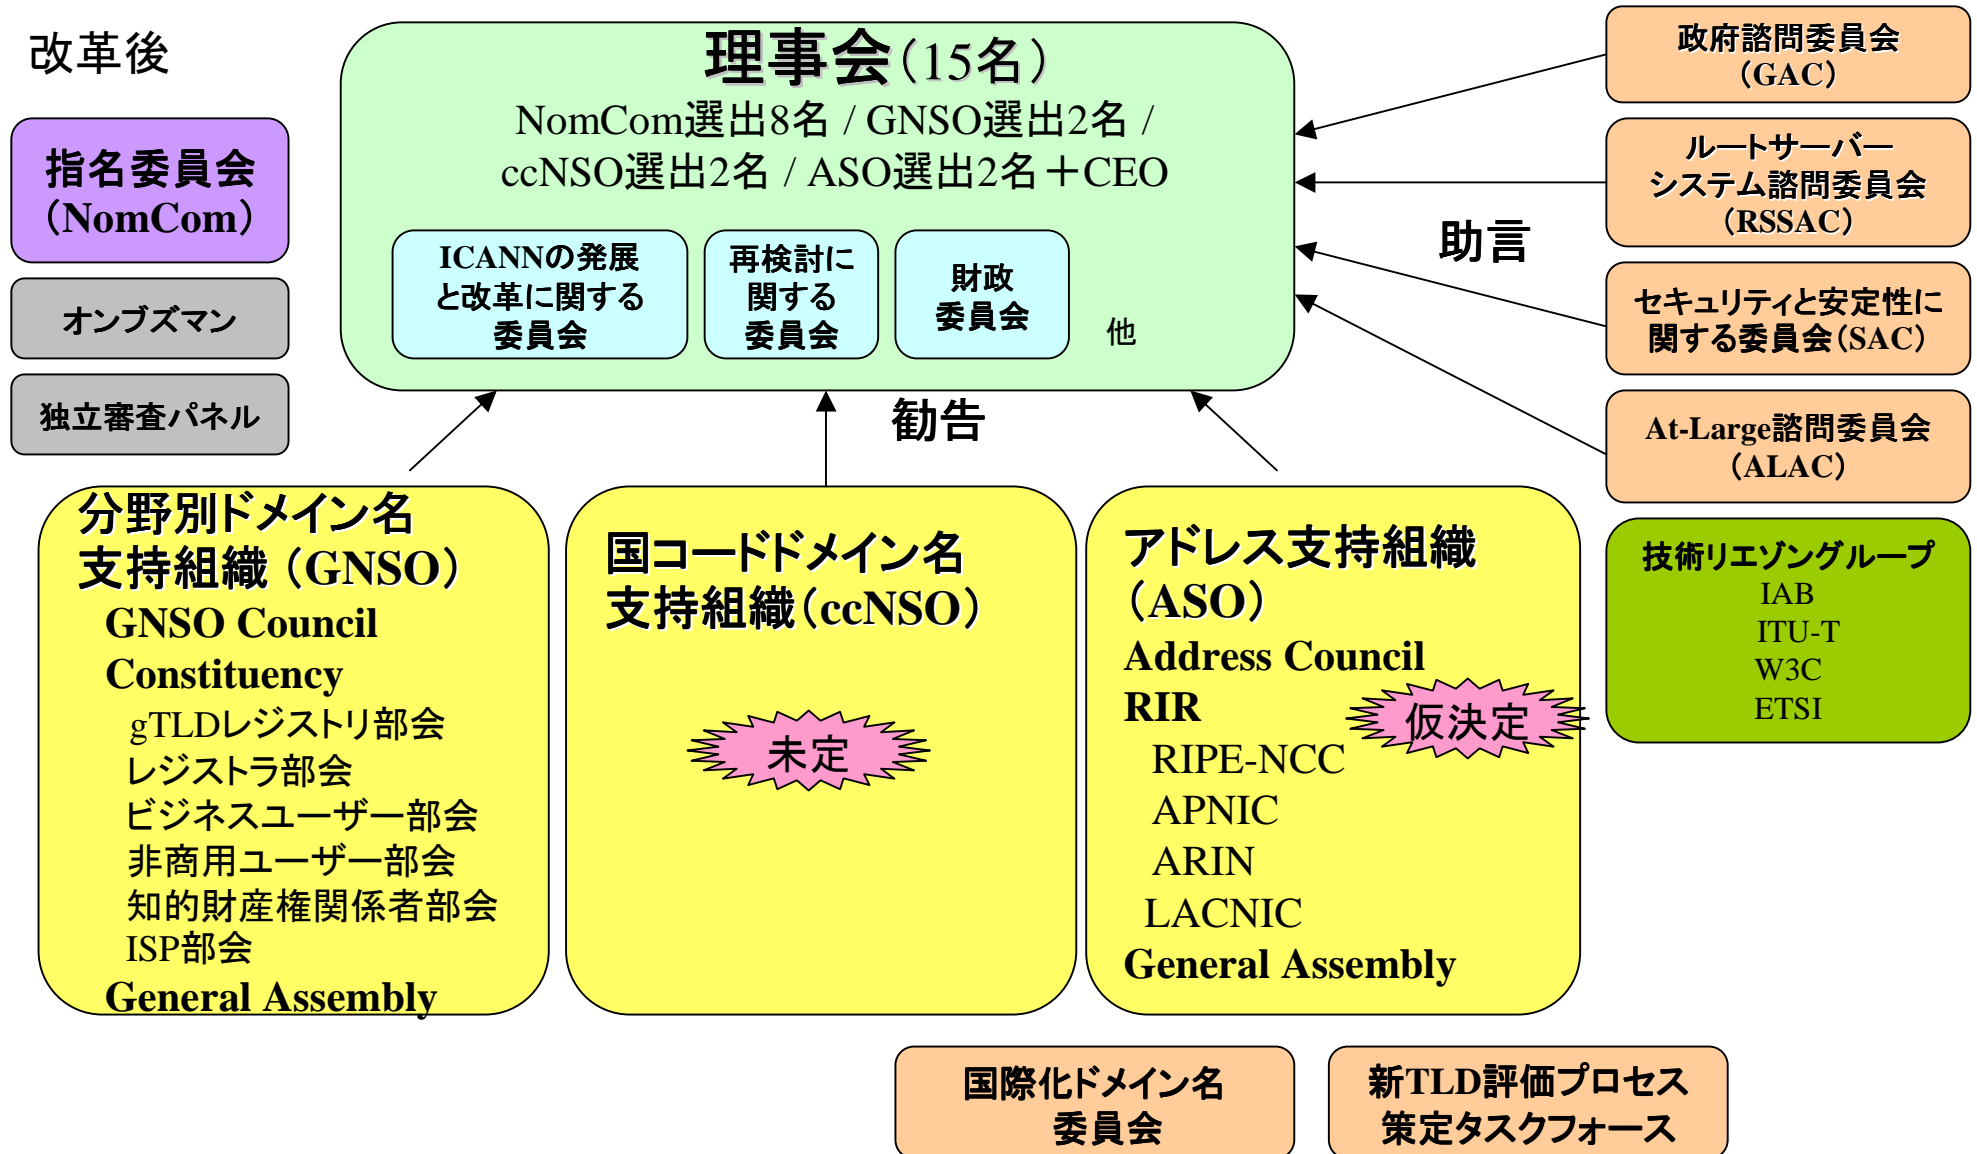 改革後
理事会（15名）
NomCom選出8名 / GNSO選出2名 /
ccNSO選出2名 / ASO選出2名＋CEO
ICANNの発展
と改革に関する
委員会
再検討に
関する
委員会
財政
委員会
他
指名委員会
（NomCom）
オンブズマン
独立審査パネル
政府諮問委員会
（GAC）
ルートサーバー
システム諮問委員会
（RSSAC）
セキュリティと安定性に
関する委員会（SAC）
At-Large諮問委員会
（ALAC）
助言
勧告
技術リエゾングループ
IAB
ITU-T
W3C
ETSI
分野別ドメイン名
支持組織（GNSO）
GNSO Council
Constituency
gTLDレジストリ部会
レジストラ部会
ビジネスユーザー部会
非商用ユーザー部会
知的財産権関係者部会
ISP部会
General Assembly
国コードドメイン名
支持組織（ccNSO）
未定
アドレス支持組織
（ASO）
Address Council
RIR
仮決定
RIPE-NCC
APNIC
ARIN
LACNIC
General Assembly
国際化ドメイン名
委員会
新TLD評価プロセス
策定タスクフォース